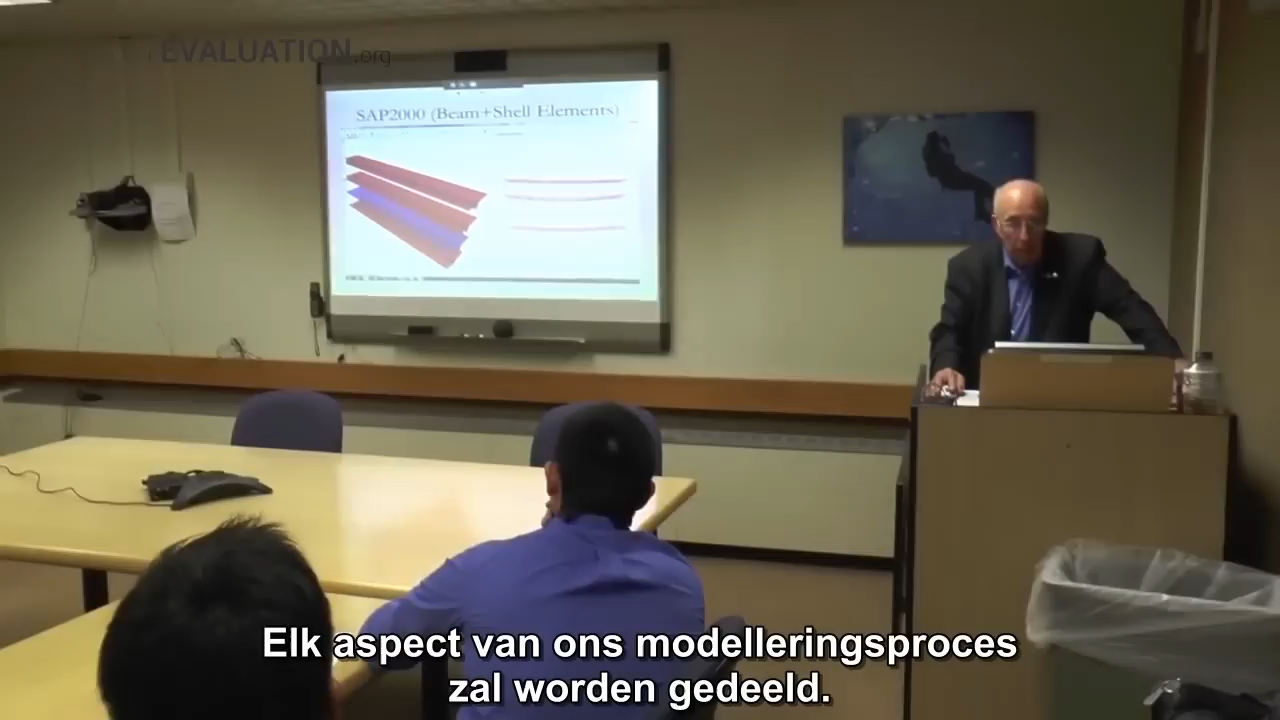 EVALUATION.org
SAP2000 (Beam+Shell Elements)
Elk aspect van ons modelleringsproces
zal worden gedeeld.